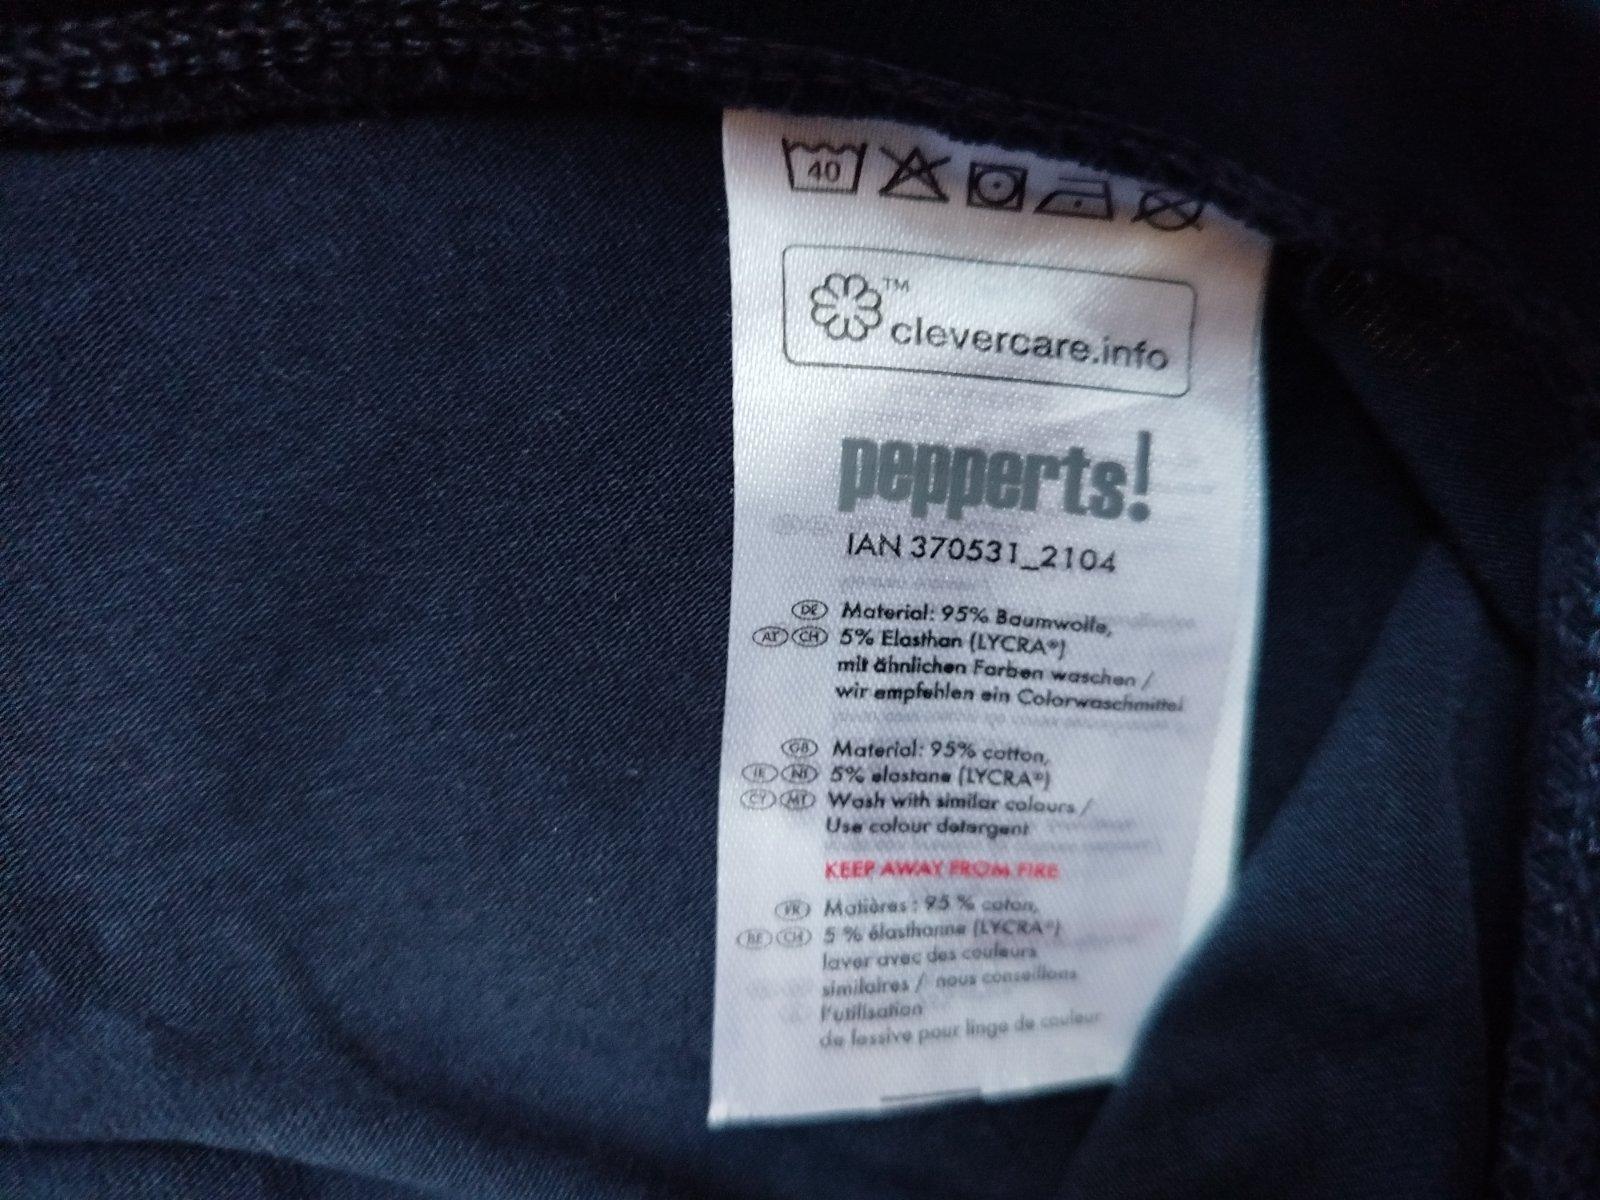 40
™
clevercare.info
pepperts!
IAN 370531_2104
DE Material: 95% Baumwolle,
AT CH 5% Elasthan (LYCRA®)
mit ähnlichen Farben waschen /
wir empfehlen ein Colorwaschmittel
GB Material: 95% cotton,
IE NI 5% elastane (LYCRA®)
CY MT Wash with similar colours /
Use colour detergent
KEEP AWAY FROM FIRE
FR Matières : 95 % coton,
BE CH 5 % élasthanne (LYCRA®)
laver avec des couleurs
similaires / nous conseillons
l'utilisation
de lessive pour linge de couleur